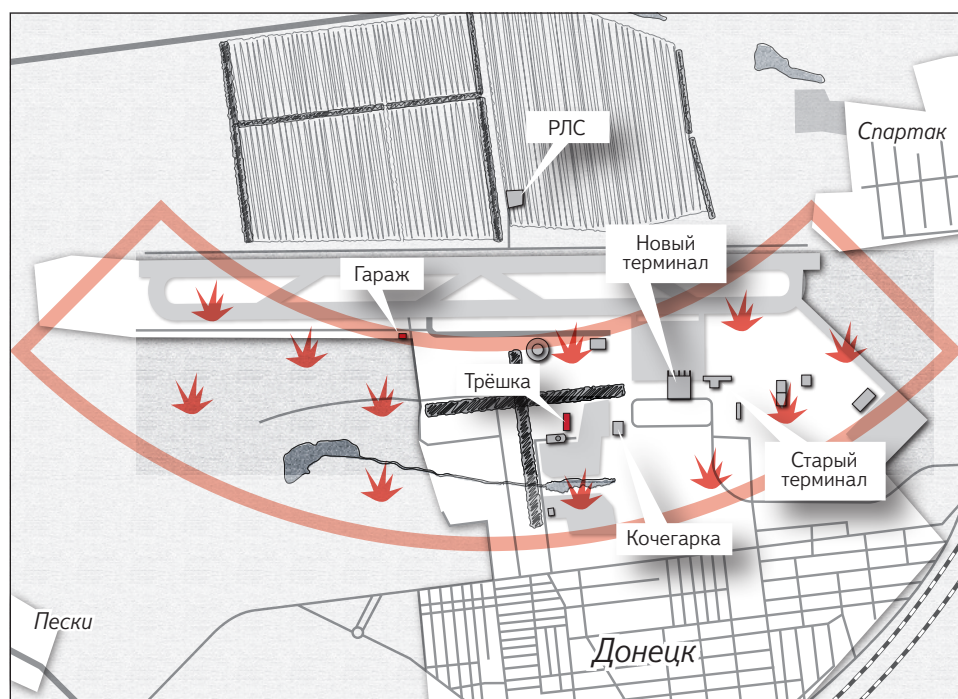 РЛС
Спартак
Новый
терминал
Гараж
Трёшка
Старый
терминал
Кочегарка
Пески
Донецк